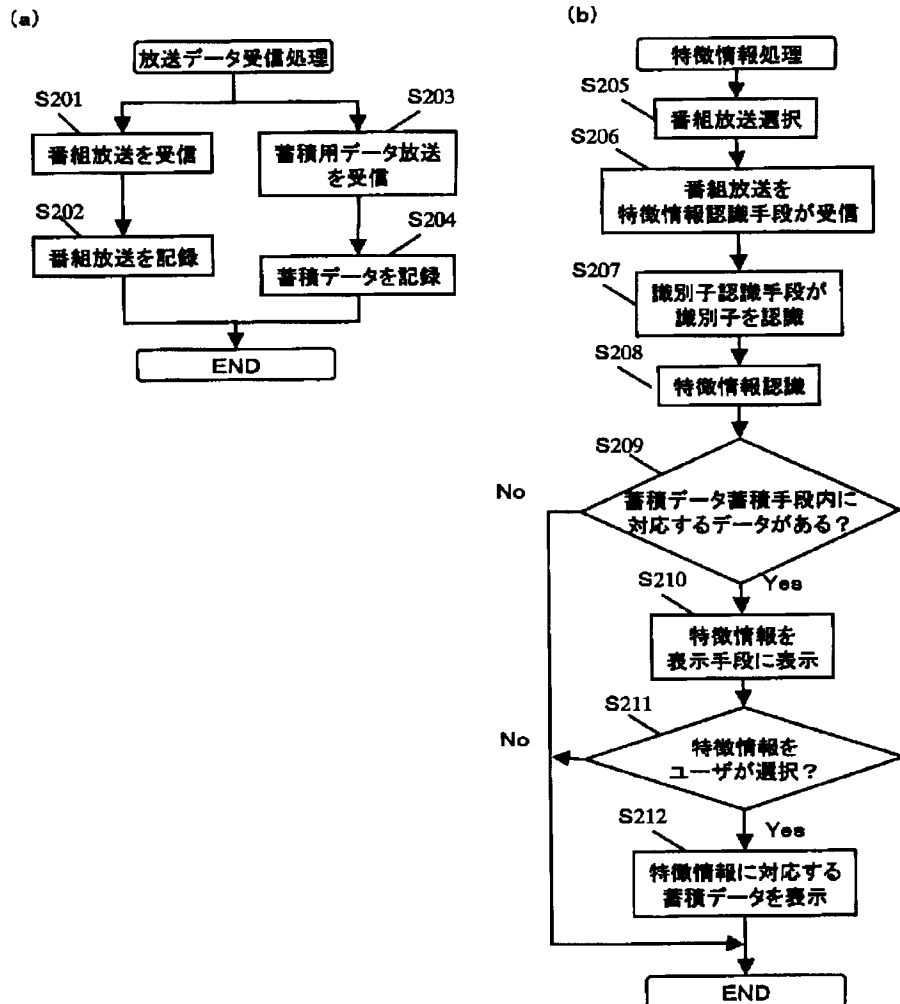 (a)
放送データ受信処理
S201
番組放送を受信
S202
番組放送を記録
S203
蓄積用データ放送
を受信
S204
蓄積データを記録
END
(b)
特徴情報処理
S205
番組放送選択
S206
番組放送を
特徴情報認識手段が受信
S207
識別子認識手段が
識別子を認識
S208
特徴情報認識
S209
No
蓄積データ蓄積手段内に
対応するデータがある？
Yes
S210
特徴情報を
表示手段に表示
S211
No
特徴情報を
ユーザが選択？
Yes
S212
特徴情報に対応する
蓄積データを表示
END